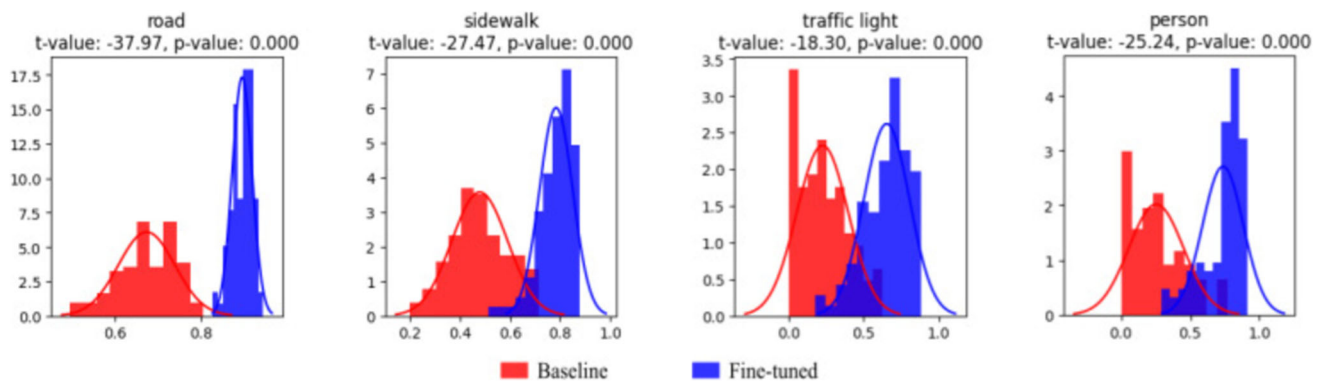 road
t-value: -37.97, p-value: 0.000
17.5
15.0
12.5
10.0
7.5
5.0
2.5
0.0
0.6 0.8
sidewalk
t-value: -27.47, p-value: 0.000
7
6
5
4
3
2
1
0
0.2 0.4 0.6 0.8 1.0
traffic light
t-value: -18.30, p-value: 0.000
3.5
3.0
2.5
2.0
1.5
1.0
0.5
0.0
0.0 0.5 1.0
person
t-value: -25.24, p-value: 0.000
4
3
2
1
0
0.0 0.5 1.0
Baseline Fine-tuned